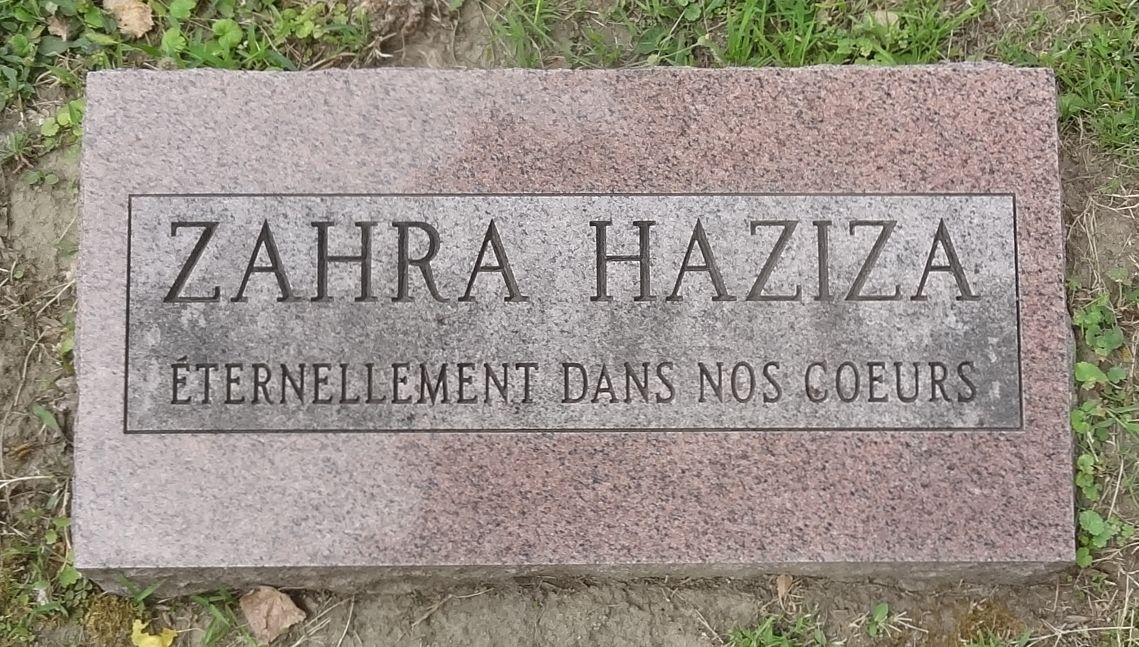 ZAHRA HAZIZA
ÉTERNELLEMENT DANS NOS COEURS